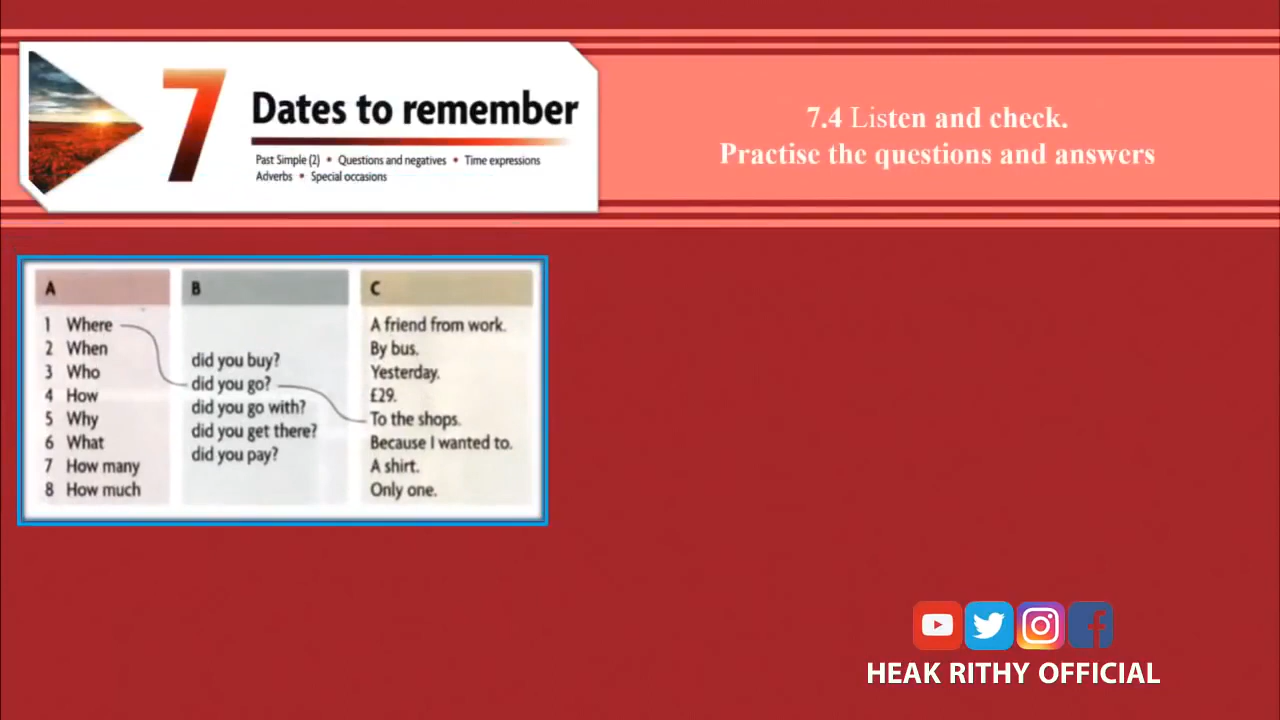 7
Dates to remember
Past Simple (2) • Questions and negatives • Time expressions
Adverbs • Special occasions
7.4 Listen and check.
Practise the questions and answers
A
1 Where
2 When
3 Who
4 How
5 Why
6 What
7 How many
8 How much
B
did you buy?
did you go?
did you go with?
did you get there?
did you pay?
C
A friend from work.
By bus.
Yesterday.
£29.
To the shops.
Because I wanted to.
A shirt.
Only one.
HEAK RITHY OFFICIAL